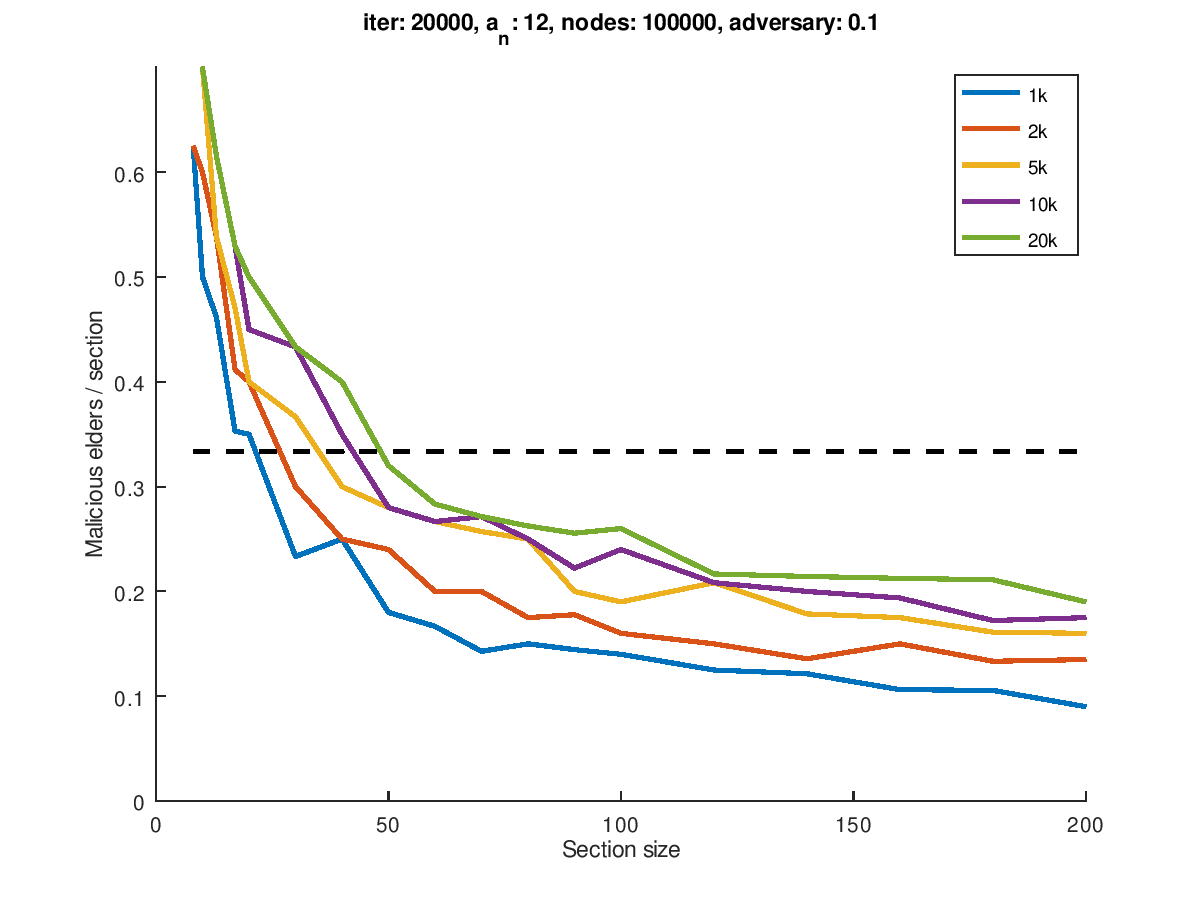 iter: 20000, aₙ: 12, nodes: 100000, adversary: 0.1
1k
2k
5k
10k
20k
0.6
0.5
0.4
0.3
0.2
0.1
0
Malicious elders / section
0
50
100
150
200
Section size